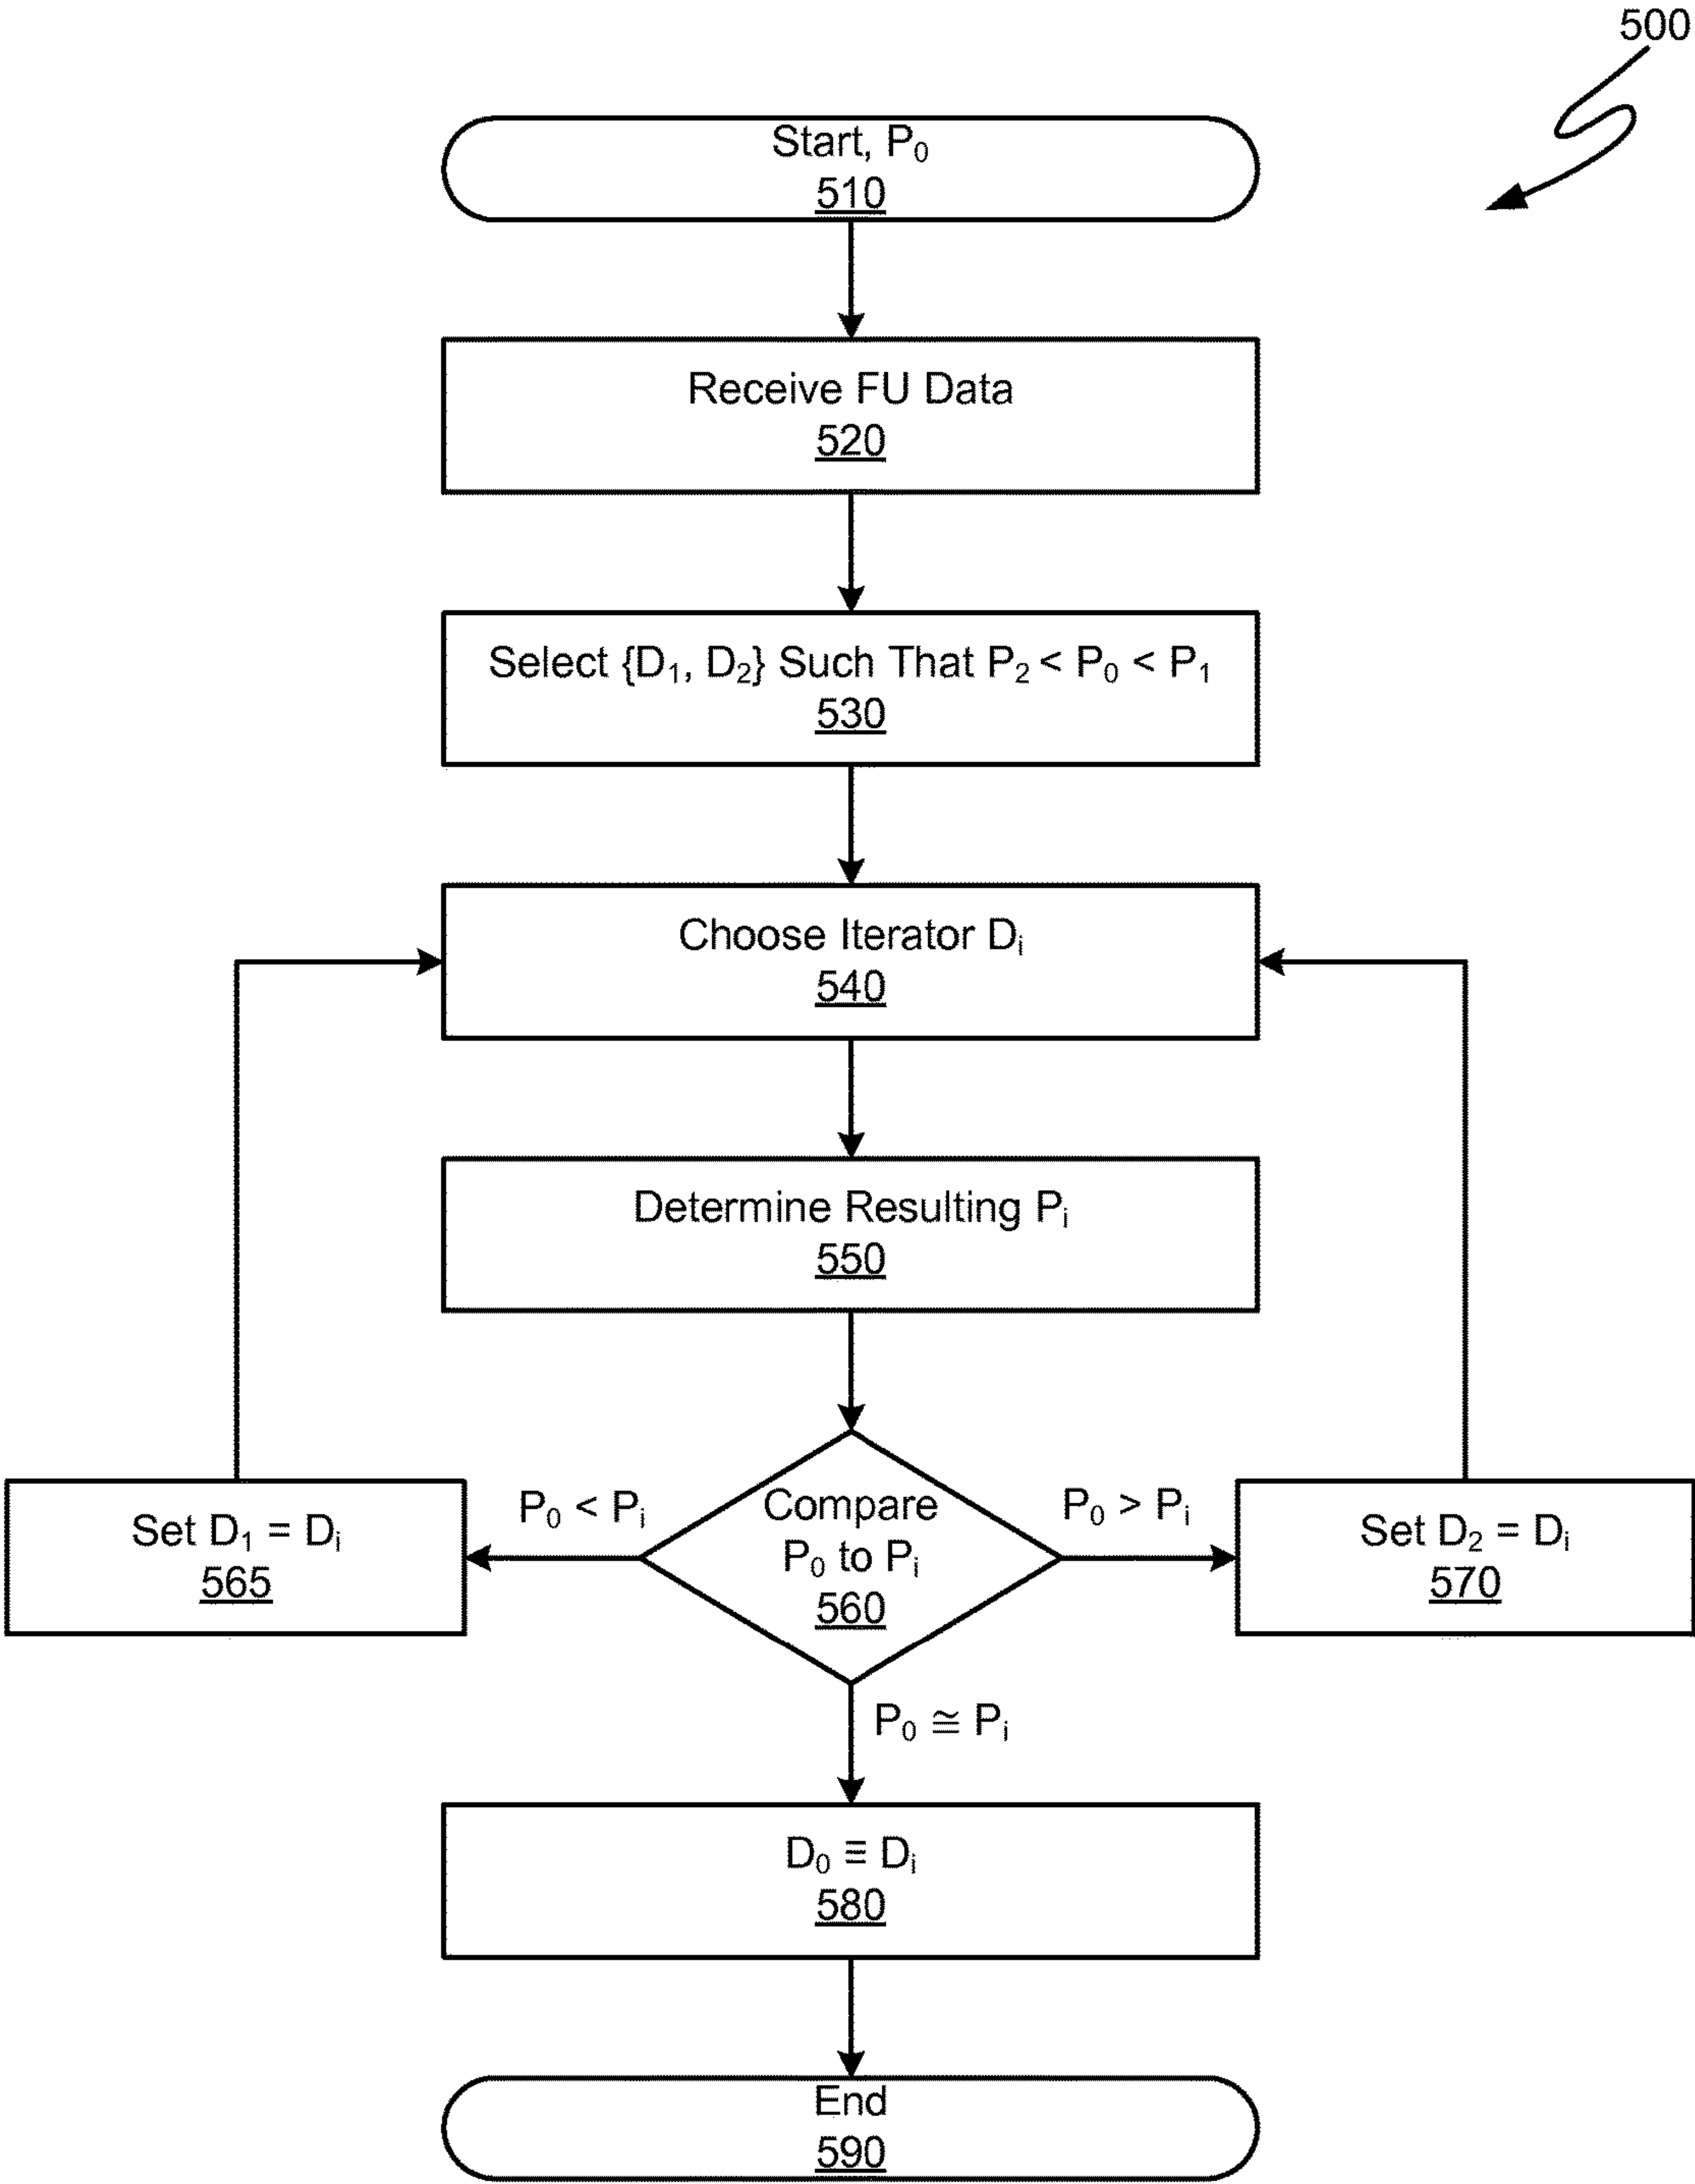 500
Start, P₀
510
Receive FU Data
520
Select {D₁, D₂} Such That P₂ < P₀ < P₁
530
Choose Iterator Dᵢ
540
Determine Resulting Pᵢ
550
P₀ < Pᵢ
Compare
P₀ to Pᵢ
560
P₀ > Pᵢ
Set D₁ = Dᵢ
565
Set D₂ = Dᵢ
570
P₀ ≅ Pᵢ
D₀ ≡ Dᵢ
580
End
590